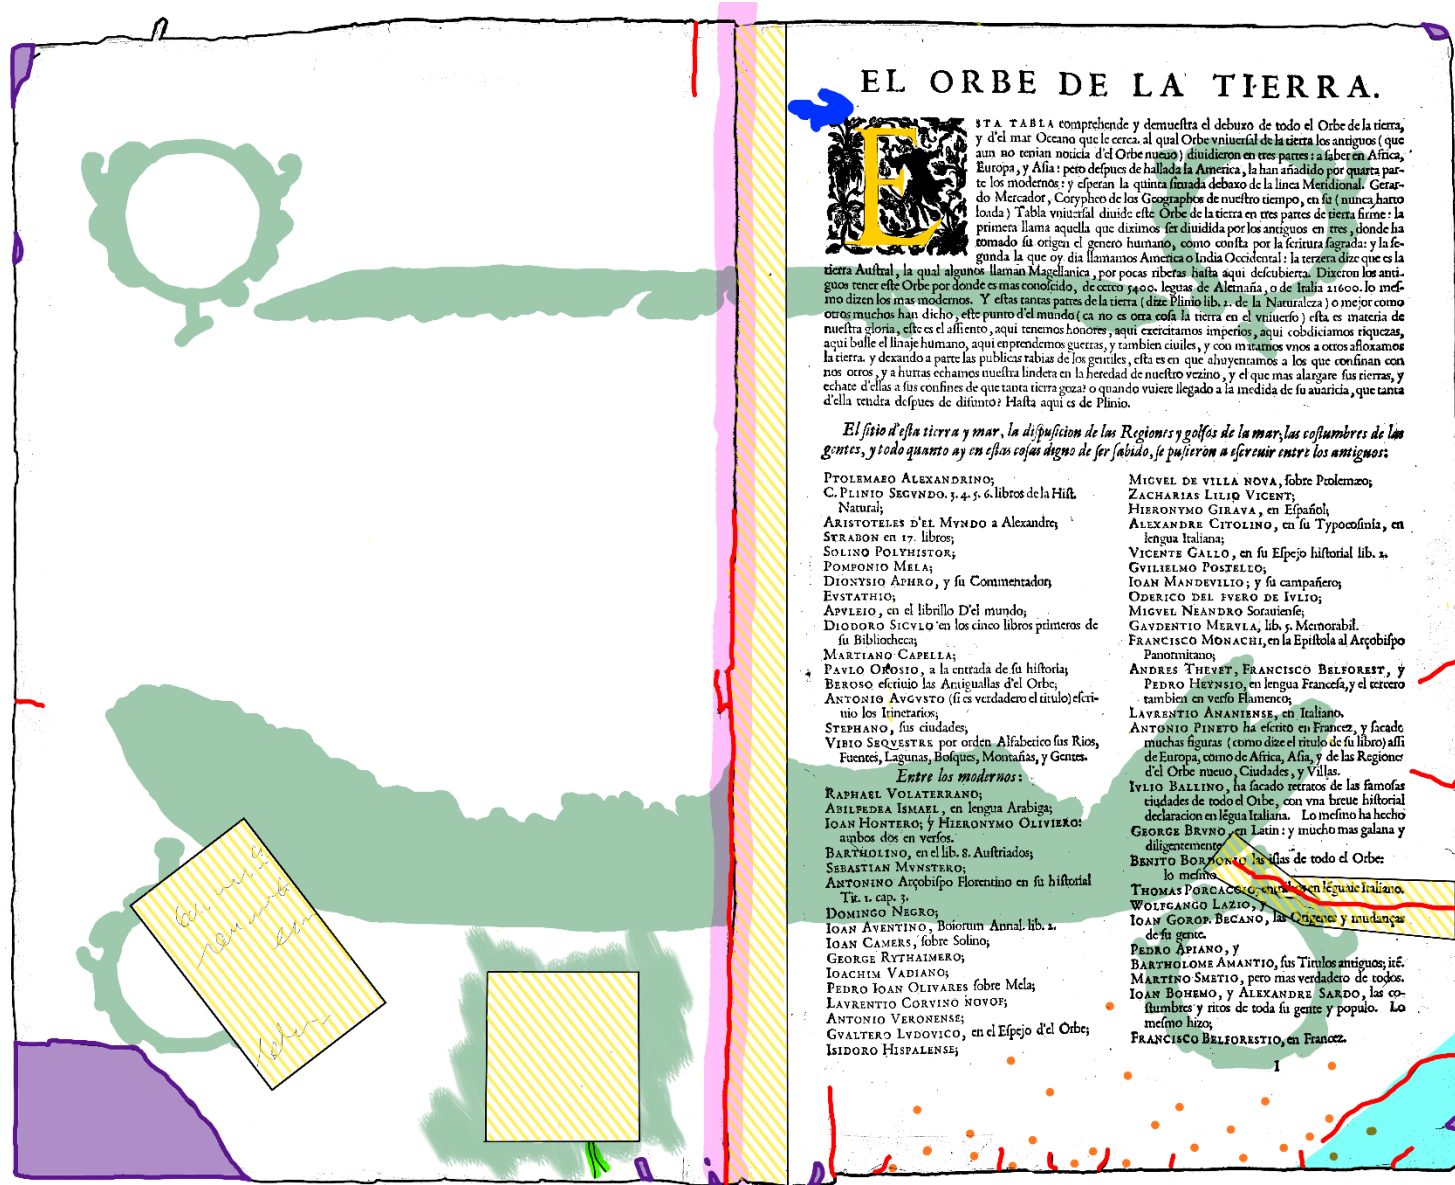 EL ORBE DE LA TIERRA.
ESTA TABLA comprehende y demueſtra el debuxo de todo el Orbe de la tierra,
y d'el mar Oceano que le cerca. al qual Orbe vniuerſal de la tierra los antiguos (que
aun no tenian noticia d'el Orbe nueuo) diuidieron en tres partes: a ſaber en Africa,
Europa, y Aſia: pero deſpues de hallada la America, la han añadido por quarta par-
te los modernos: y eſperan la quinta ſituada debaxo de la linea Meridional. Gerar-
do Mercador, Corypheo de los Geographos de nueſtro tiempo, en ſu (nunca harto
loada) Tabla vniuerſal diuide eſte Orbe de la tierra en tres partes de tierra firme: la
primera llama aquella que diximos ſer diuidida por los antiguos en tres, donde ha
tomado ſu origen el genero humano, como conſta por la ſcritura ſagrada: y la ſe-
gunda la que oy dia llamamos America o India Occidental: la terzera dize que es la
tierra Auſtral, la qual algunos llaman Magellanica, por pocas riberas haſta aqui deſcubierta. Dixeron los anti-
guos tener eſte Orbe por donde es mas conoſcido, de cerco 5400. leguas de Alemaña, o de Italia 21600. lo meſ-
mo dizen los mas modernos. Y eſtas tantas partes de la tierra (dize Plinio lib. 2. de la Naturaleza) o mejor como
otros muchos han dicho, eſte punto d'el mundo (ca no es otra coſa la tierra en el vniuerſo) eſta es materia de
nueſtra gloria, eſte es el aſſiento, aqui tenemos honores, aqui exercitamos imperios, aqui cobdiciamos riquezas,
aqui bulle el linaje humano, aqui enprendemos guerras, y tambien ciuiles, y con matarnos vnos a otros afloxamos
la tierra. y dexando a parte las publicas rabias de los gentiles, eſta es en que ahuyentamos a los que confinan con
nos otros, y a hurtas echamos nueſtra lindera en la heredad de nueſtro vezino, y el que mas alargare ſus tierras, y
echare d'ellas a ſus confines de que tanta tierra goza? o quando vuiere llegado a la medida de ſu auaricia, que tanta
d'ella tendra deſpues de difunto? Haſta aqui es de Plinio.
El ſitio d'eſta tierra y mar, la diſpuſicion de las Regiones y golfos de la mar, las coſtumbres de las
gentes, y todo quanto ay en eſtas coſas digno de ſer ſabido, ſe puſieron a eſcreuir entre los antiguos:
PTOLEMAEO ALEXANDRINO;
C. PLINIO SEGVNDO. 3. 4. 5. 6. libros de la Hiſt.
Natural;
ARISTOTELES D'EL MVNDO a Alexandre;
STRABON en 17. libros;
SOLINO POLYHISTOR;
POMPONIO MELA;
DIONYSIO APHRO, y ſu Commentador;
EVSTATHIO;
APVLEIO, en el librillo D'el mundo;
DIODORO SICVLO en los cinco libros primeros de
ſu Bibliotheca;
MARTIANO CAPELLA;
PAVLO OROSIO, a la entrada de ſu hiſtoria;
BEROSO eſcriuio las Antiguallas d'el Orbe;
ANTONIO AVGVSTO (ſi es verdadero el titulo) eſcri-
uio los Itinerarios;
STEPHANO, ſus ciudades;
VIBIO SEQVESTRE por orden Alfabetico ſus Rios,
Fuentes, Lagunas, Boſques, Montañas, y Gentes.
Entre los modernos:
RAPHAEL VOLATERRANO;
ABILFEDEA ISMAEL, en lengua Arabiga;
IOAN HONTERO; y HIERONYMO OLIVIERO:
ambos dos en verſos.
BARTHOLINO, en el lib. 8. Auſtriados;
SEBASTIAN MVNSTERO;
ANTONINO Arçobiſpo Florentino en ſu hiſtorial
Tit. 1. cap. 3.
DOMINGO NEGRO;
IOAN AVENTINO, Boiorum Annal. lib. 2.
IOAN CAMERS, ſobre Solino;
GEORGE RYTHAIMERO;
IOACHIM VADIANO;
PEDRO IOAN OLIVARES ſobre Mela;
LAVRENTIO CORVINO NOVOF;
ANTONIO VERONENSE;
GVALTERO LVDOVICO, en el Eſpejo d'el Orbe;
ISIDORO HISPALENSE;
MIGVEL DE VILLA NOVA, ſobre Ptolemæo;
ZACHARIAS LILIO VICENT;
HIERONYMO GIRAVA, en Eſpañol;
ALEXANDRE CITOLINO, en ſu Typocoſinia, en
lengua Italiana;
VICENTE GALLO, en ſu Eſpejo hiſtorial lib. 2.
GVILIELMO POSTELLO;
IOAN MANDEVILIO; y ſu campañero;
ODERICO DEL FVERO DE IVLIO;
MIGVEL NEANDRO Sorauienſe;
GAVDENTIO MERVLA, lib. 5. Memorabil.
FRANCISCO MONACHI, en la Epiſtola al Arçobiſpo
Panormitano;
ANDRES THEVET, FRANCISCO BELFOREST, y
PEDRO HEYNSIO, en lengua Franceſa, y el tercero
tambien en verſo Flamenco;
LAVRENTIO ANANIENSE, en Italiano.
ANTONIO PINETO ha eſcrito en Francez, y ſacado
muchas figuras (como dize el titulo de ſu libro) aſſi
de Europa, como de Africa, Aſia, y de las Regiones
d'el Orbe nueuo, Ciudades, y Villas.
IVLIO BALLINO, ha ſacado retratos de las famoſas
ciudades de todo el Orbe, con vna breue hiſtorial
declaracion en lẽgua Italiana. Lo meſmo ha hecho
GEORGE BRVNO, en Latin: y mucho mas galana y
diligentemente
BENITO BORDONIO las iſlas de todo el Orbe:
lo meſmo
THOMAS PORCACCIO, en lẽguaje Italiano.
WOLFGANGO LAZIO, y
IOAN GOROP. BECANO, las Origenes y mudanças
de ſu gente.
PEDRO APIANO, y
BARTHOLOME AMANTIO, ſus Titulos antiguos; itẽ.
MARTINO SMETIO, pero mas verdadero de todos.
IOAN BOHEMO, y ALEXANDRE SARDO, las co-
ſtumbres y ritos de toda ſu gente y populo. Lo
meſmo hizo;
FRANCISCO BELFORESTIO, en Francez.
I